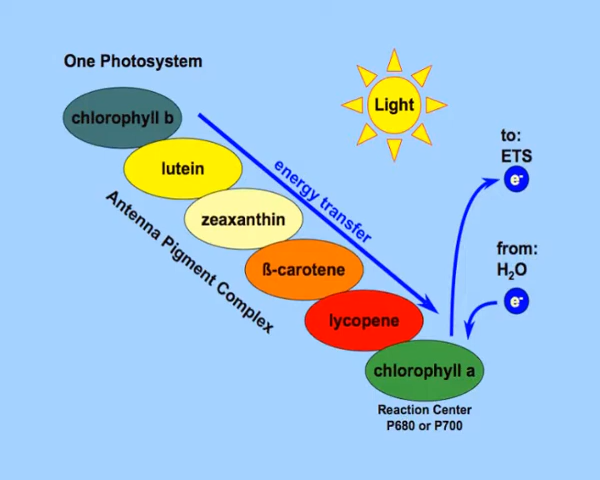 One Photosystem
chlorophyll b
Light
lutein
energy transfer
to:
ETS
e-
zeaxanthin
Antenna Pigment Complex
from:
H₂O
e-
ß-carotene
lycopene
chlorophyll a
Reaction Center
P680 or P700